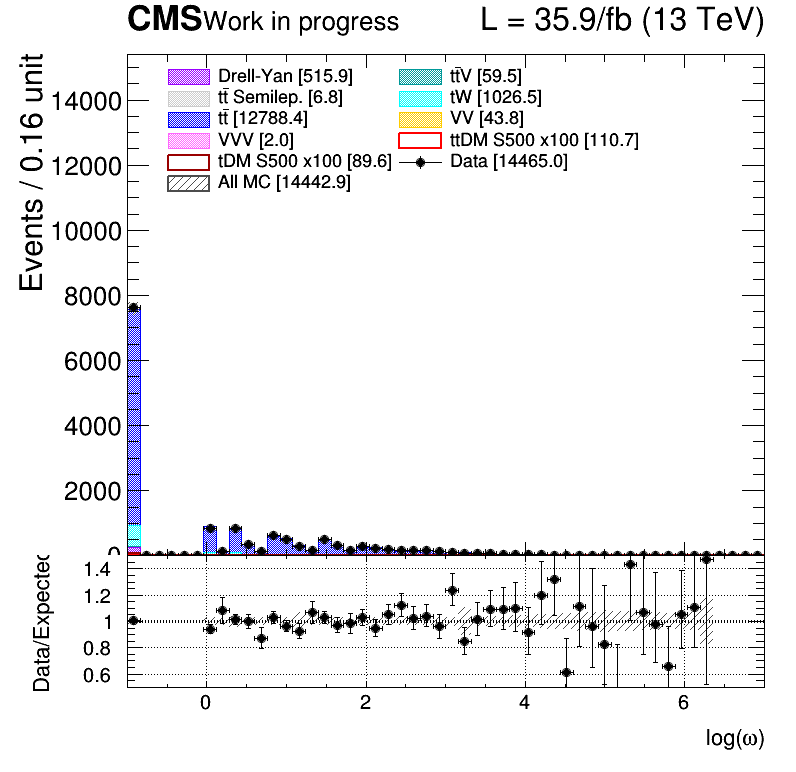 CMS Work in progress L = 35.9/fb (13 TeV)
Drell-Yan [515.9] tt̄V [59.5]
tt̄ Semilep. [6.8] tW [1026.5]
tt̄ [12788.4] VV [43.8]
VVV [2.0] ttDM S500 x100 [110.7]
tDM S500 x100 [89.6] Data [14465.0]
All MC [14442.9]
Events / 0.16 unit
14000
12000
10000
8000
6000
4000
2000
0
Data/Expected
1.4
1.2
1
0.8
0.6
0 2 4 6
log(ω)